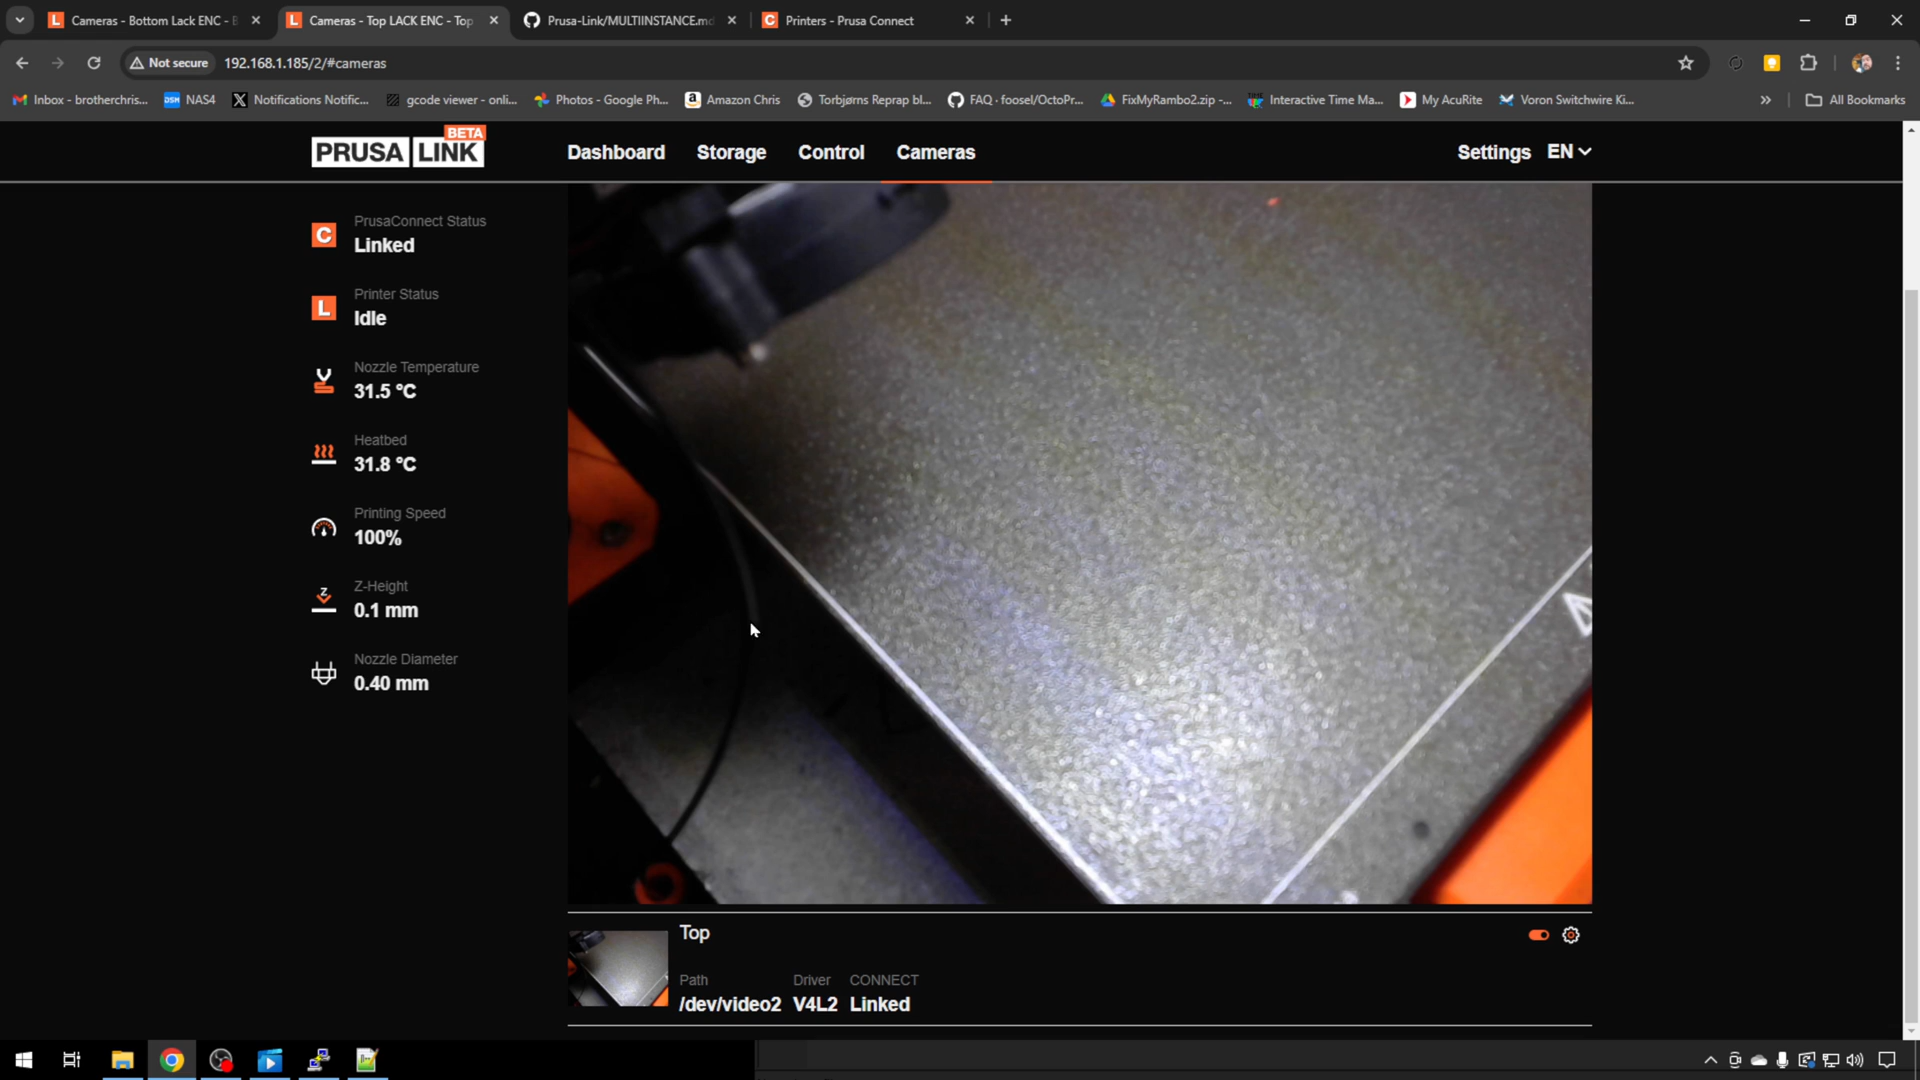 Cameras - Bottom Lack ENC - B
Cameras - Top LACK ENC - Top
Prusa-Link/MULTIINSTANCE.md
Printers - Prusa Connect
Not secure
192.168.1.185/2/#cameras
Inbox - brotherchris...
NAS4
Notifications Notific...
gcode viewer - onli...
Photos - Google Ph...
Amazon Chris
Torbjørns Reprap bl...
FAQ · foosel/OctoPr...
FixMyRambo2.zip -...
Interactive Time Ma...
My AcuRite
Voron Switchwire Ki...
All Bookmarks
PRUSA LINK
BETA
Dashboard
Storage
Control
Cameras
Settings
EN
PrusaConnect Status
Linked
Printer Status
Idle
Nozzle Temperature
31.5 °C
Heatbed
31.8 °C
Printing Speed
100%
Z-Height
0.1 mm
Nozzle Diameter
0.40 mm
Top
Path
Driver
CONNECT
/dev/video2
V4L2
Linked